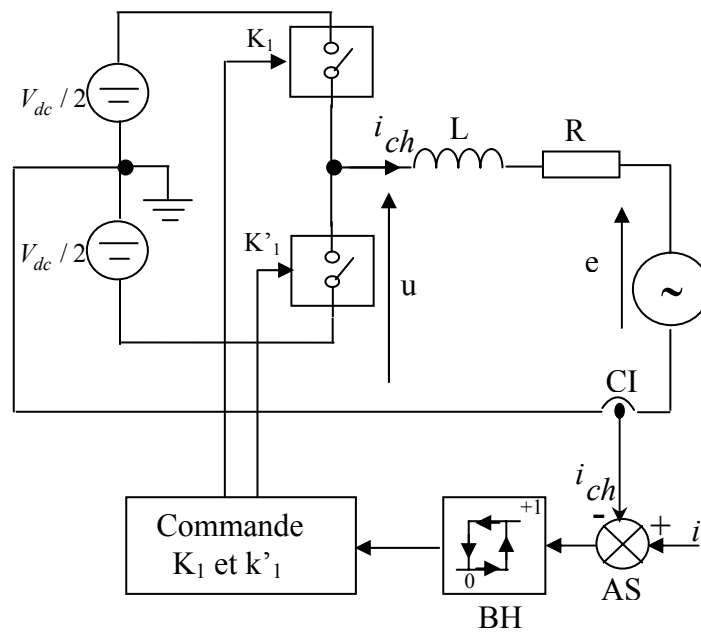 K₁
V_dc / 2
i_ch
L
R
V_dc / 2
K’₁
u
e
~
CI
i_ch
-
+
i
AS
Commande
K₁ et k’₁
+1
0
BH